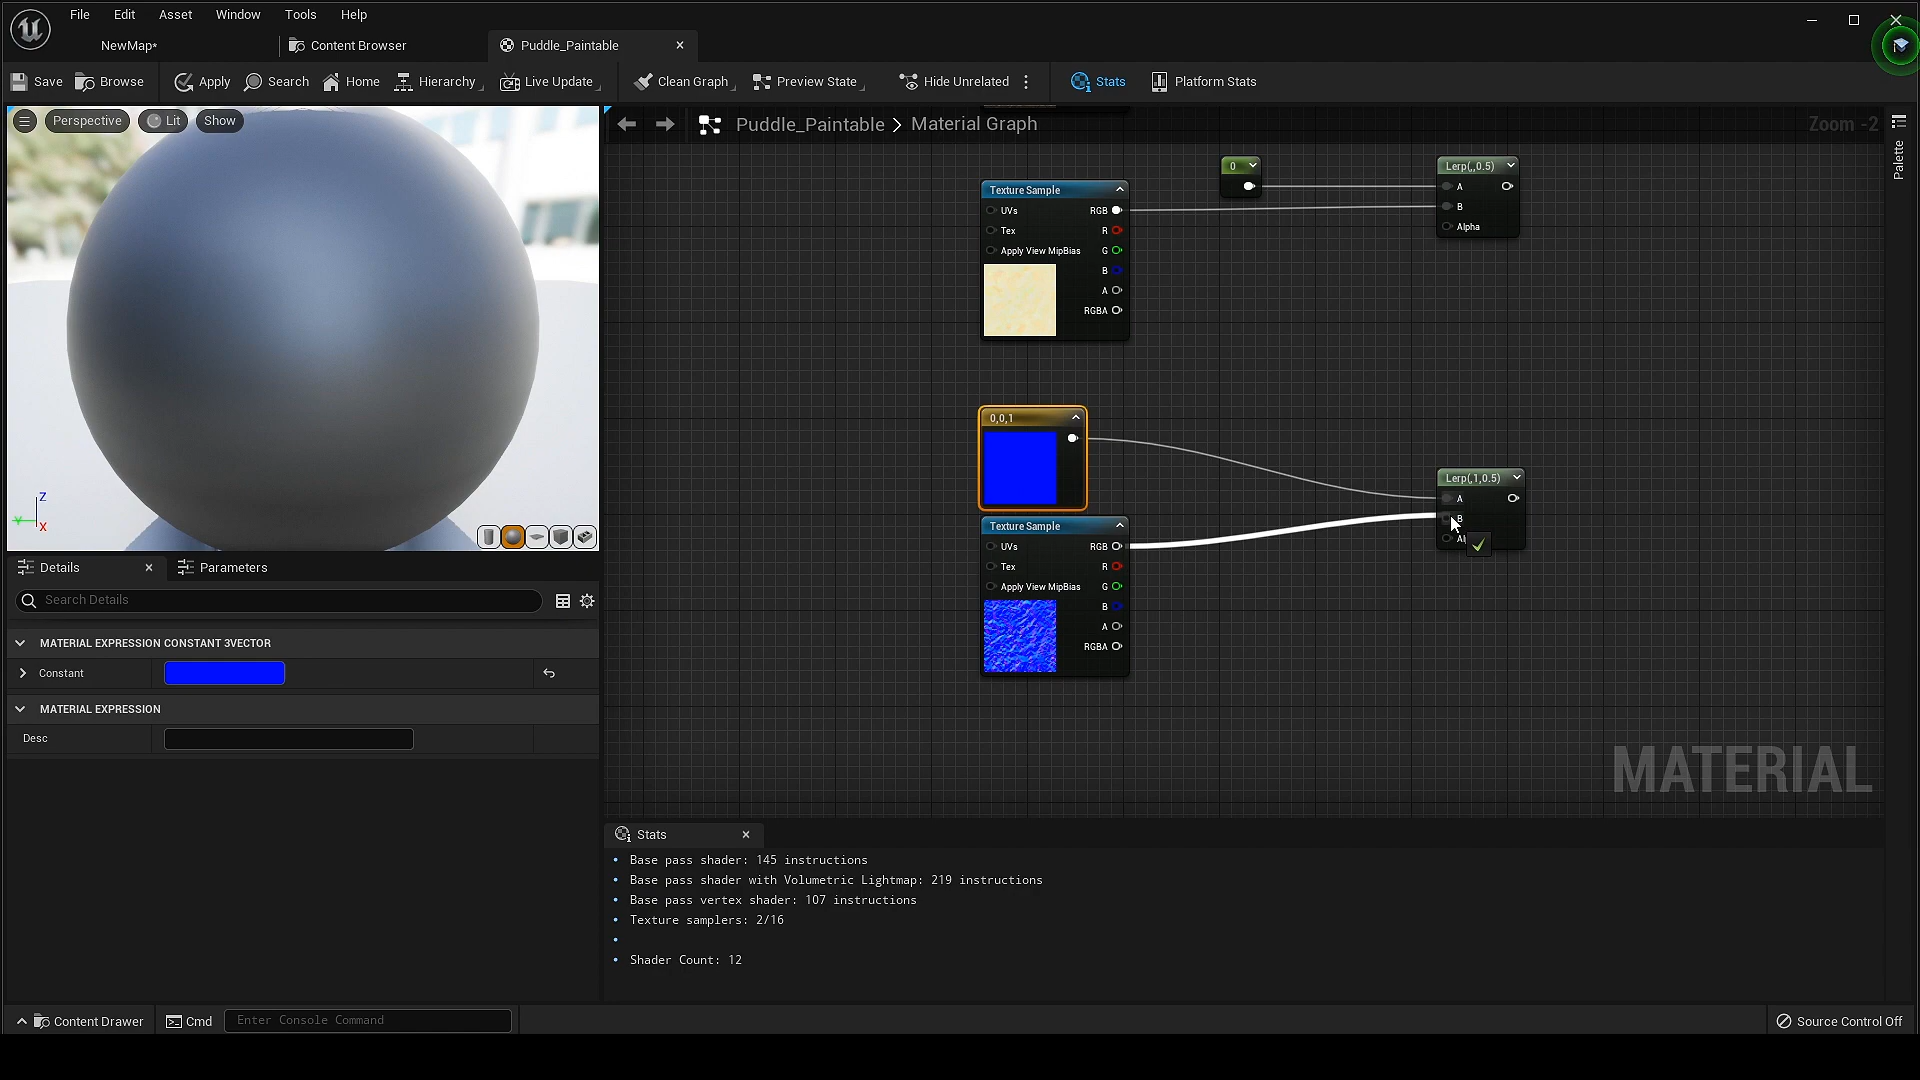 File Edit Asset Window Tools Help
NewMap* Content Browser Puddle_Paintable
Save Browse Apply Search Home Hierarchy Live Update Clean Graph Preview State Hide Unrelated Stats Platform Stats
Perspective Lit Show
Puddle_Paintable > Material Graph Zoom -2
Palette
0
Lerp(,,0.5)
A
B
Alpha
Texture Sample
UVs RGB
Tex R
Apply View MipBias G
B
A
RGBA
0,0,1
Lerp(,1,0.5)
A
B
Al
Texture Sample
UVs RGB
Tex R
Apply View MipBias G
B
A
RGBA
MATERIAL
Z
Y
X
Details Parameters
Search Details
MATERIAL EXPRESSION CONSTANT 3VECTOR
Constant
MATERIAL EXPRESSION
Desc
Stats
• Base pass shader: 145 instructions
• Base pass shader with Volumetric Lightmap: 219 instructions
• Base pass vertex shader: 107 instructions
• Texture samplers: 2/16
•
• Shader Count: 12
Content Drawer Cmd Enter Console Command Source Control Off